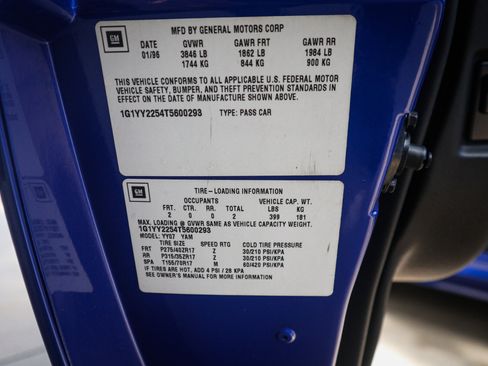 GM
MFD BY GENERAL MOTORS CORP
DATE GVWR GAWR FRT GAWR RR
01/96 3846 LB 1862 LB 1984 LB
1744 KG 844 KG 900 KG
THIS VEHICLE CONFORMS TO ALL APPLICABLE U.S. FEDERAL MOTOR
VEHICLE SAFETY, BUMPER, AND THEFT PREVENTION STANDARDS IN
EFFECT ON THE DATE OF MANUFACTURE SHOWN ABOVE.
1G1YY2254T5600293 TYPE: PASS CAR
GM
TIRE-LOADING INFORMATION
OCCUPANTS VEHICLE CAP. WT.
FRT. CTR. RR. TOTAL LBS KG
2 0 0 2 399 181
MAX. LOADING @ GVWR SAME AS VEHICLE CAPACITY WEIGHT.
1G1YY2254T5600293
MODEL: YY07 YAM
TIRE SIZE SPEED RTG COLD TIRE PRESSURE
FRT P275/40ZR17 Z 30/210 PSI/KPA
RR P315/35ZR17 Z 30/210 PSI/KPA
SPA T155/70R17 M 60/420 PSI/KPA
IF TIRES ARE HOT, ADD 4 PSI / 28 KPA
SEE OWNER'S MANUAL FOR MORE INFORMATION